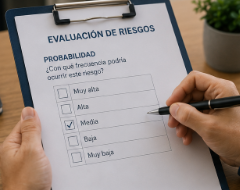 EVALUACIÓN DE RIESGOS
PROBABILIDAD
¿Con qué frecuencia podría
ocurrir este riesgo?
Muy alta
Alta
Medio
Baja
Muy baja